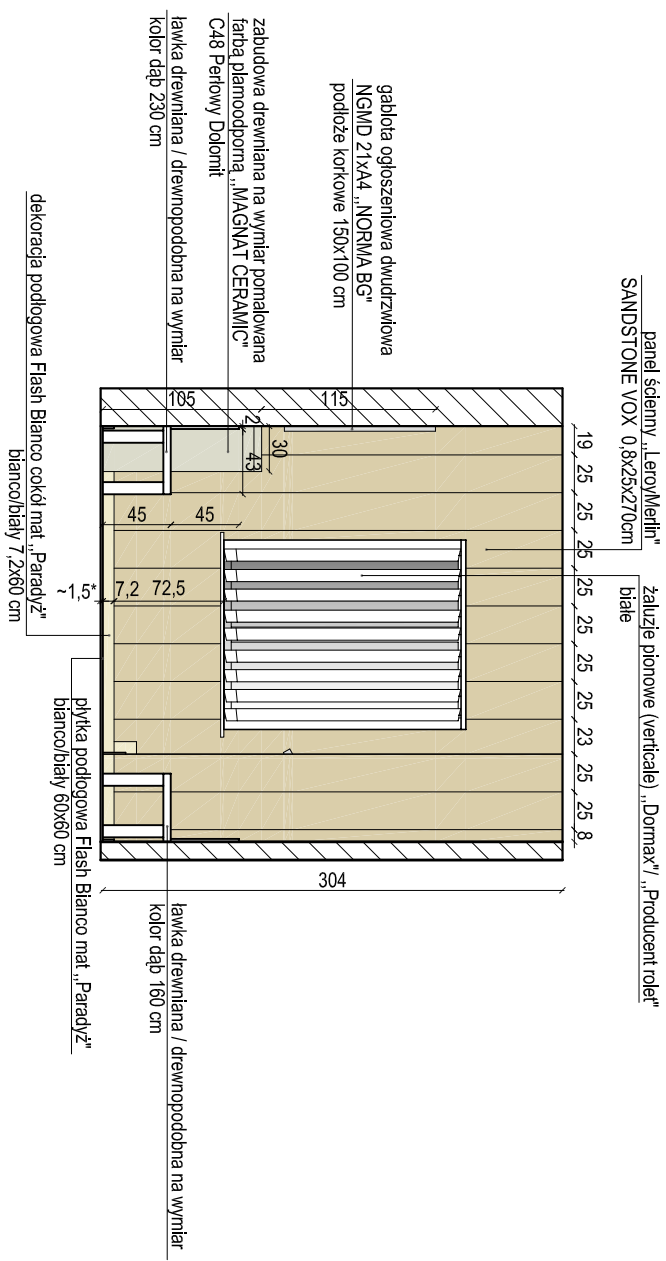 panel ścienny „LeroyMerlin"
SANDSTONE VOX 0,8x25x270cm
żaluzje pionowe (verticale) „Dormax"/ „Producent rolet"
białe
gablota ogłoszeniowa dwudrzwiowa
NGMD 21xA4 „NORMA BG"
podłoże korkowe 150x100 cm
zabudowa drewniana na wymiar pomalowana
farbą plamoodporną „MAGNAT CERAMIC"
C48 Perłowy Dolomit
ławka drewniana / drewnopodobna na wymiar
kolor dąb 230 cm
dekoracja podłogowa Flash Bianco cokół mat „Paradyż"
bianco/biały 7,2x60 cm
płytka podłogowa Flash Bianco mat „Paradyż"
bianco/biały 60x60 cm
ławka drewniana / drewnopodobna na wymiar
kolor dąb 160 cm
19 25 25 25 25 25 25 25 23 25 25 8
105
115
2
43
30
45
45
~1,5*
7,2
72,5
304